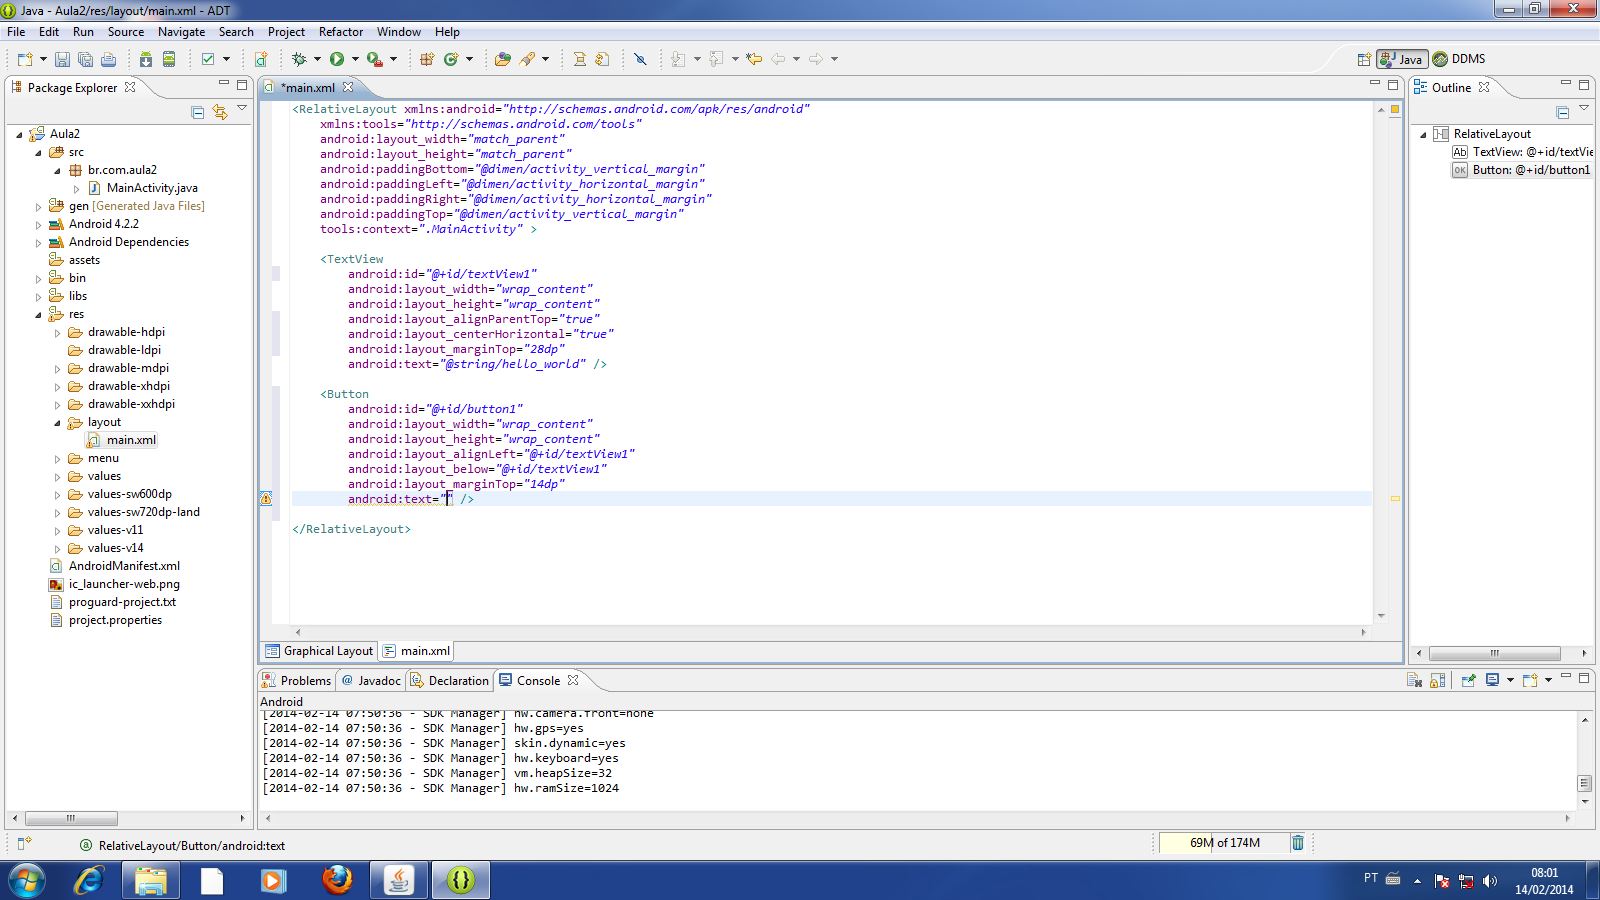 Java - Aula2/res/layout/main.xml - ADT
File Edit Run Source Navigate Search Project Refactor Window Help
Java DDMS
Package Explorer
Aula2
src
br.com.aula2
MainActivity.java
gen [Generated Java Files]
Android 4.2.2
Android Dependencies
assets
bin
libs
res
drawable-hdpi
drawable-ldpi
drawable-mdpi
drawable-xhdpi
drawable-xxhdpi
layout
main.xml
menu
values
values-sw600dp
values-sw720dp-land
values-v11
values-v14
AndroidManifest.xml
ic_launcher-web.png
proguard-project.txt
project.properties
*main.xml
<RelativeLayout xmlns:android="http://schemas.android.com/apk/res/android"
xmlns:tools="http://schemas.android.com/tools"
android:layout_width="match_parent"
android:layout_height="match_parent"
android:paddingBottom="@dimen/activity_vertical_margin"
android:paddingLeft="@dimen/activity_horizontal_margin"
android:paddingRight="@dimen/activity_horizontal_margin"
android:paddingTop="@dimen/activity_vertical_margin"
tools:context=".MainActivity" >
<TextView
android:id="@+id/textView1"
android:layout_width="wrap_content"
android:layout_height="wrap_content"
android:layout_alignParentTop="true"
android:layout_centerHorizontal="true"
android:layout_marginTop="28dp"
android:text="@string/hello_world" />
<Button
android:id="@+id/button1"
android:layout_width="wrap_content"
android:layout_height="wrap_content"
android:layout_alignLeft="@+id/textView1"
android:layout_below="@+id/textView1"
android:layout_marginTop="14dp"
android:text="" />
</RelativeLayout>
Graphical Layout main.xml
Outline
RelativeLayout
Ab TextView: @+id/textVie
OK Button: @+id/button1
Problems @ Javadoc Declaration Console
Android
[2014-02-14 07:50:36 - SDK Manager] hw.camera.front=none
[2014-02-14 07:50:36 - SDK Manager] hw.gps=yes
[2014-02-14 07:50:36 - SDK Manager] skin.dynamic=yes
[2014-02-14 07:50:36 - SDK Manager] hw.keyboard=yes
[2014-02-14 07:50:36 - SDK Manager] vm.heapSize=32
[2014-02-14 07:50:36 - SDK Manager] hw.ramSize=1024
RelativeLayout/Button/android:text
69M of 174M
PT
08:01
14/02/2014